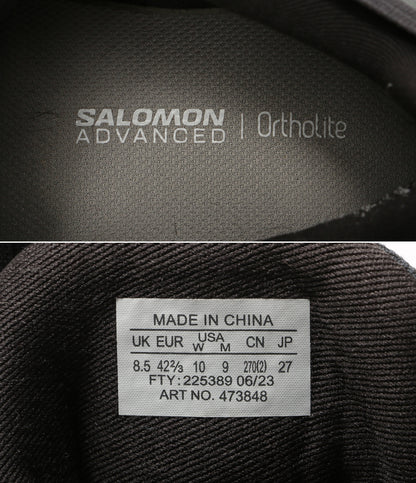 SALOMON
ADVANCED | Ortholite
MADE IN CHINA
UK EUR USA W M CN JP
8.5 42⅔ 10 9 270(2) 27
FTY: 225389 06/23
ART NO. 473848